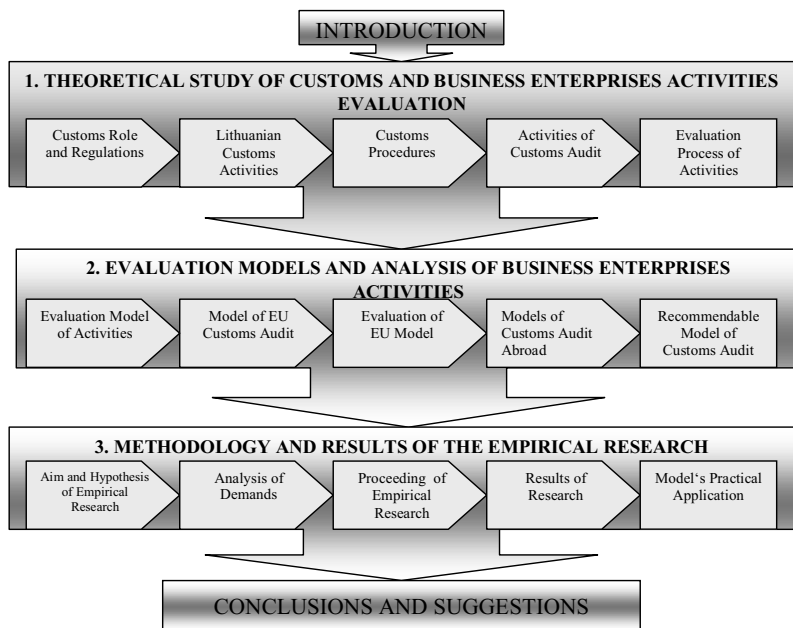 INTRODUCTION
1. THEORETICAL STUDY OF CUSTOMS AND BUSINESS ENTERPRISES ACTIVITIES
EVALUATION
Customs Role
and Regulations
Lithuanian
Customs
Activities
Customs
Procedures
Activities of
Customs Audit
Evaluation
Process of
Activities
2. EVALUATION MODELS AND ANALYSIS OF BUSINESS ENTERPRISES
ACTIVITIES
Evaluation Model
of Activities
Model of EU
Customs Audit
Evaluation of
EU Model
Models of
Customs Audit
Abroad
Recommendable
Model of
Customs Audit
3. METHODOLOGY AND RESULTS OF THE EMPIRICAL RESEARCH
Aim and Hypothesis
of Empirical
Research
Analysis of
Demands
Proceeding of
Empirical
Research
Results of
Research
Model‘s Practical
Application
CONCLUSIONS AND SUGGESTIONS